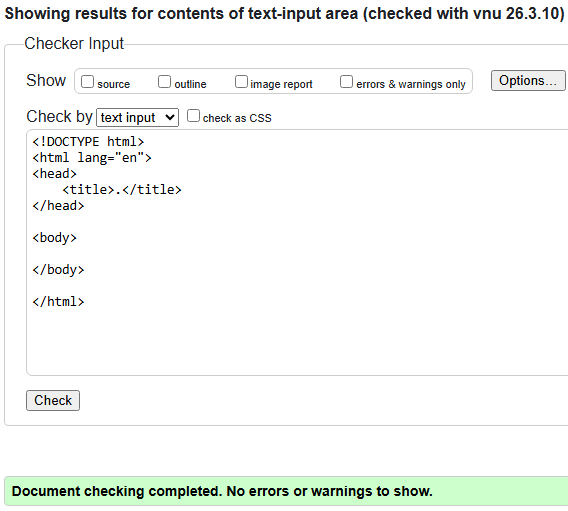 Showing results for contents of text-input area (checked with vnu 26.3.10)
Checker Input
Show source outline image report errors & warnings only Options...
Check by text input check as CSS
<!DOCTYPE html>
<html lang="en">
<head>
    <title>.</title>
</head>

<body>

</body>

</html>
Check
Document checking completed. No errors or warnings to show.